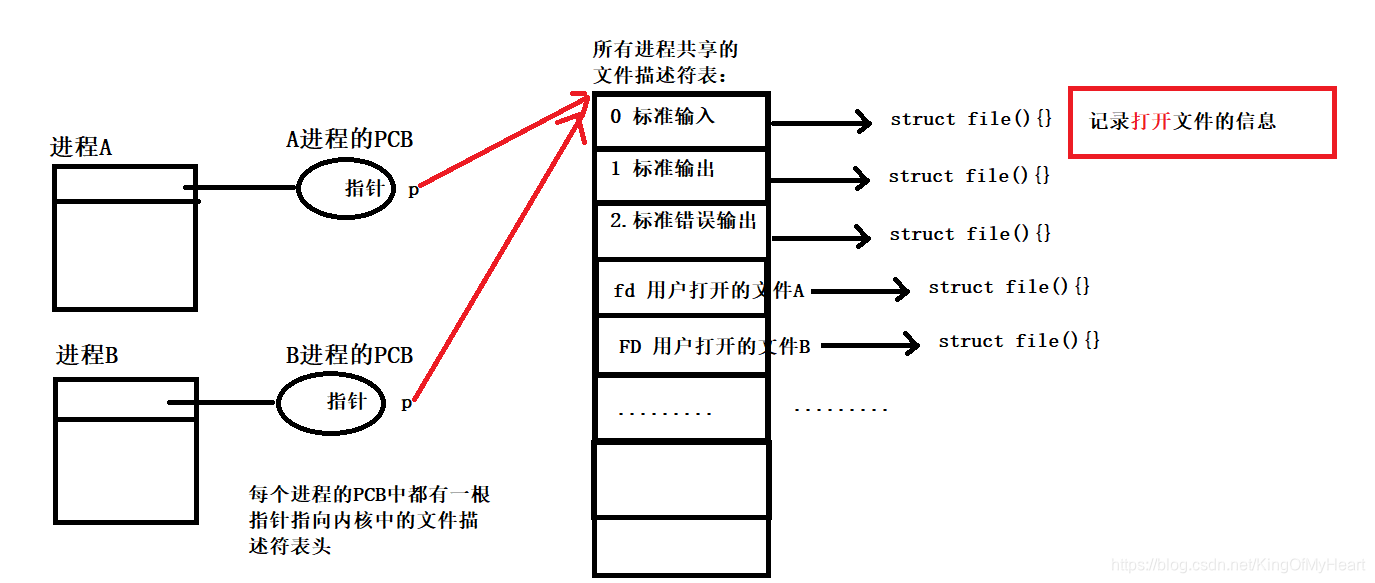 所有进程共享的
文件描述符表：
0 标准输入
struct file(){}
记录打开文件的信息
进程A
A进程的PCB
指针
p
1 标准输出
struct file(){}
2.标准错误输出
struct file(){}
fd 用户打开的文件A
struct file(){}
进程B
B进程的PCB
指针
p
FD 用户打开的文件B
struct file(){}
.........
.........
每个进程的PCB中都有一根
指针指向内核中的文件描
述符表头
https://blog.csdn.net/KingOfMyHeart